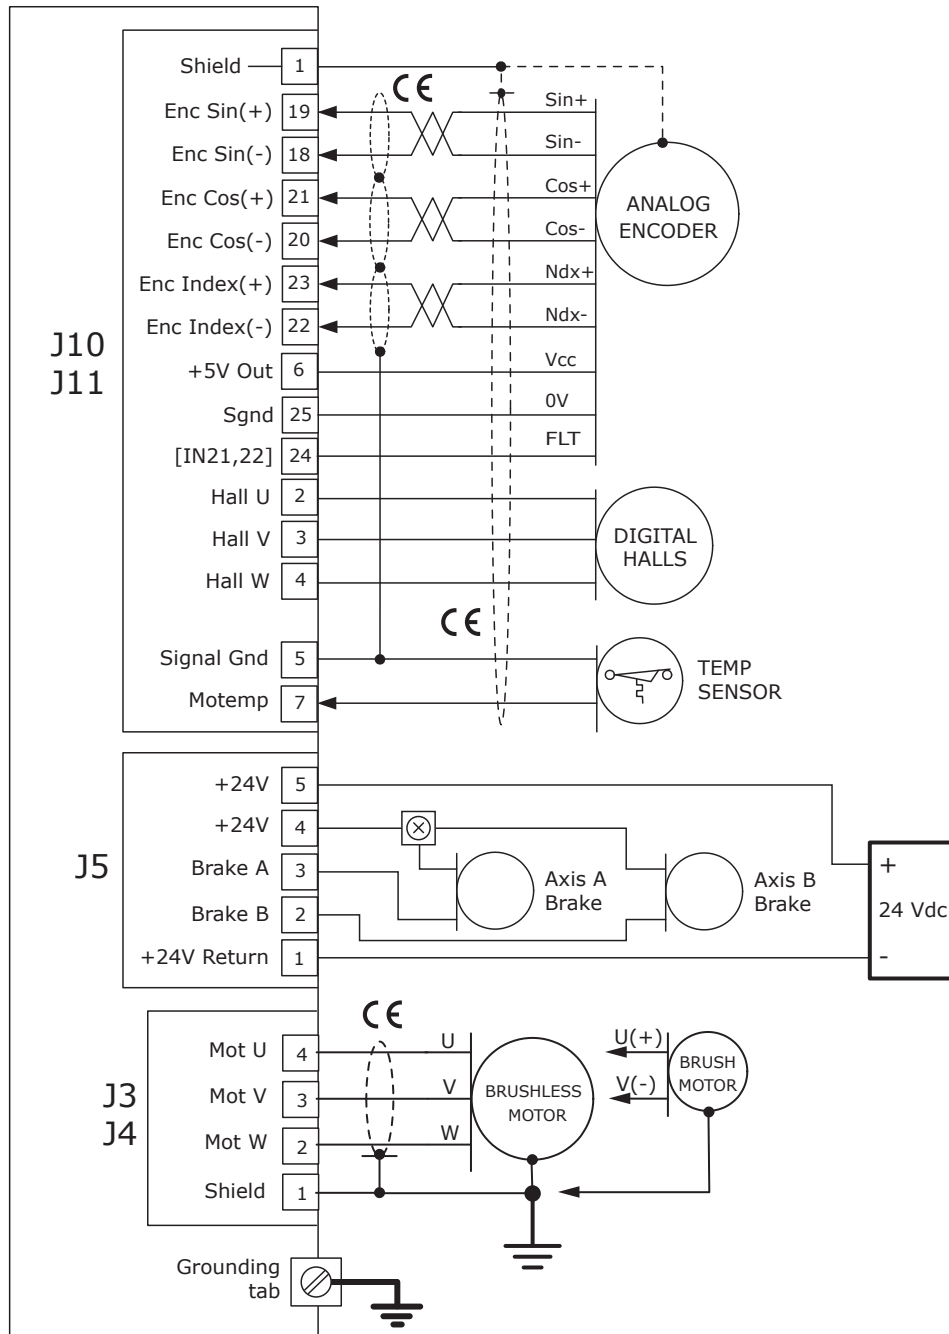 J10
J11
Shield 1
Enc Sin(+) 19 Sin+
Enc Sin(-) 18 Sin-
Enc Cos(+) 21 Cos+
Enc Cos(-) 20 Cos-
Enc Index(+) 23 Ndx+
Enc Index(-) 22 Ndx-
+5V Out 6 Vcc
Sgnd 25 0V
[IN21,22] 24 FLT
CE
ANALOG
ENCODER
Hall U 2
Hall V 3
Hall W 4
DIGITAL
HALLS
CE
Signal Gnd 5
Motemp 7
TEMP
SENSOR
J5
+24V 5
+24V 4
Brake A 3
Brake B 2
+24V Return 1
Axis A
Brake
Axis B
Brake
+
24 Vdc
-
J3
J4
CE
Mot U 4 U
Mot V 3 V
Mot W 2 W
Shield 1
BRUSHLESS
MOTOR
U(+)
V(-)
BRUSH
MOTOR
Grounding
tab